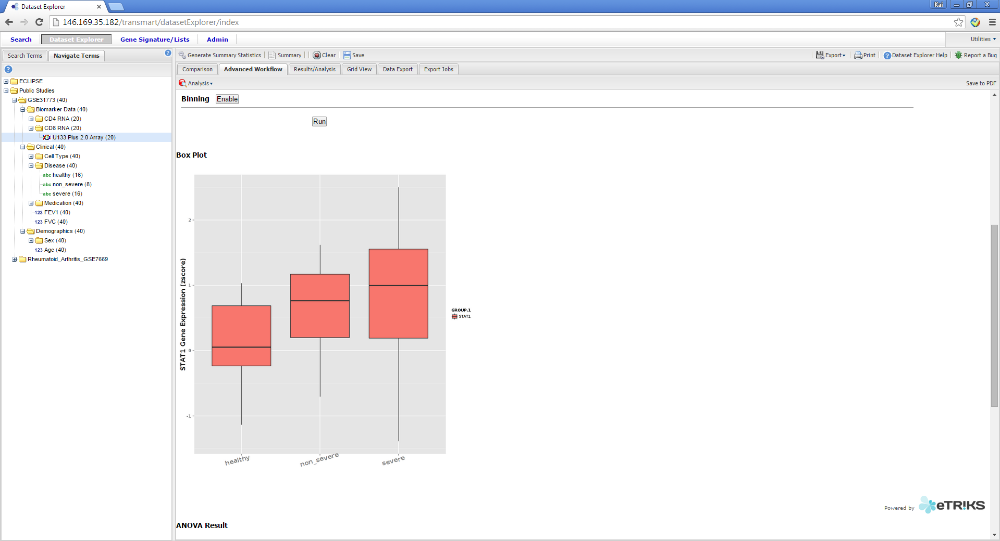 Dataset Explorer
Kai
146.169.35.182/transmart/datasetExplorer/index
Search
Dataset Explorer
Gene Signature/Lists
Admin
Utilities
Search Terms
Navigate Terms
Generate Summary Statistics
Summary
Clear
Save
Export
Print
Dataset Explorer Help
Report a Bug
Comparison
Advanced Workflow
Results/Analysis
Grid View
Data Export
Export Jobs
Analysis
Save to PDF
ECLIPSE
Public Studies
GSE31773 (40)
Biomarker Data (40)
CD4 RNA (20)
CD8 RNA (20)
U133 Plus 2.0 Array (20)
Clinical (40)
Cell Type (40)
Disease (40)
abc healthy (16)
abc non_severe (8)
abc severe (16)
Medication (40)
123 FEV1 (40)
123 FVC (40)
Demographics (40)
Sex (40)
123 Age (40)
Rheumatoid_Arthritis_GSE7669
Binning Enable
Run
Box Plot
STAT1 Gene Expression (zscore)
2
1
0
-1
healthy
non_severe
severe
GROUP.1
STAT1
Powered by eTRIKS
ANOVA Result